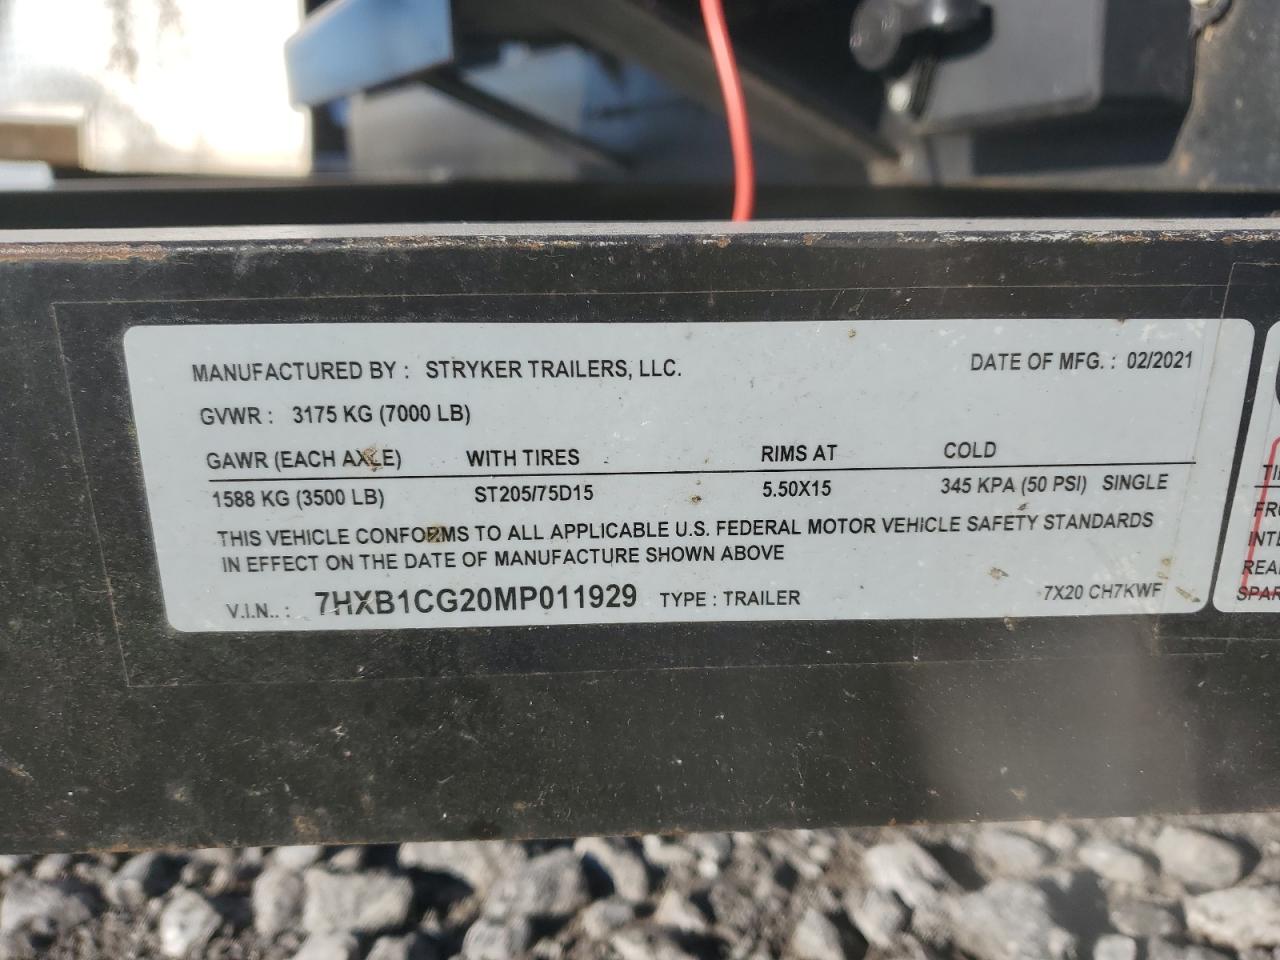 MANUFACTURED BY : STRYKER TRAILERS, LLC. DATE OF MFG. : 02/2021
GVWR : 3175 KG (7000 LB)
GAWR (EACH AXLE) WITH TIRES RIMS AT COLD
1588 KG (3500 LB) ST205/75D15 5.50X15 345 KPA (50 PSI) SINGLE
THIS VEHICLE CONFORMS TO ALL APPLICABLE U.S. FEDERAL MOTOR VEHICLE SAFETY STANDARDS
IN EFFECT ON THE DATE OF MANUFACTURE SHOWN ABOVE
V.I.N.. : 7HXB1CG20MP011929 TYPE : TRAILER 7X20 CH7KWF